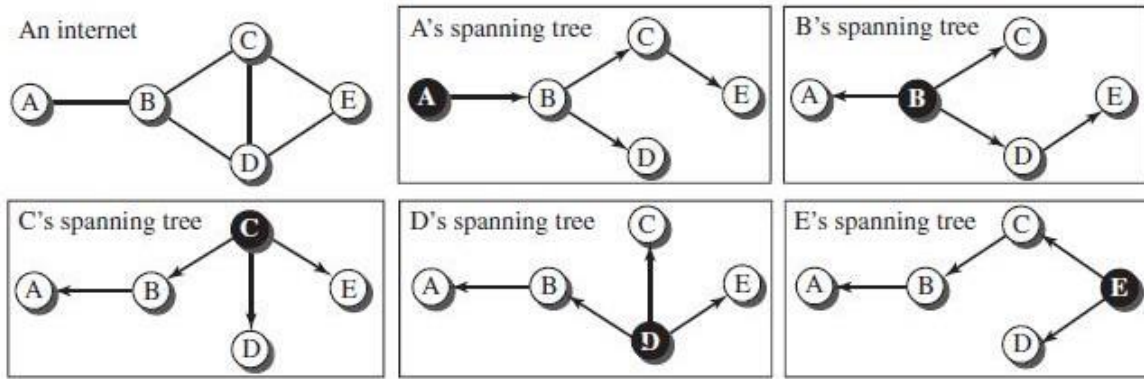 An internet
C
A
B
E
D
A's spanning tree
C
A
B
E
D
B's spanning tree
C
A
B
E
D
C's spanning tree
C
A
B
E
D
D's spanning tree
C
A
B
E
D
E's spanning tree
C
A
B
E
D